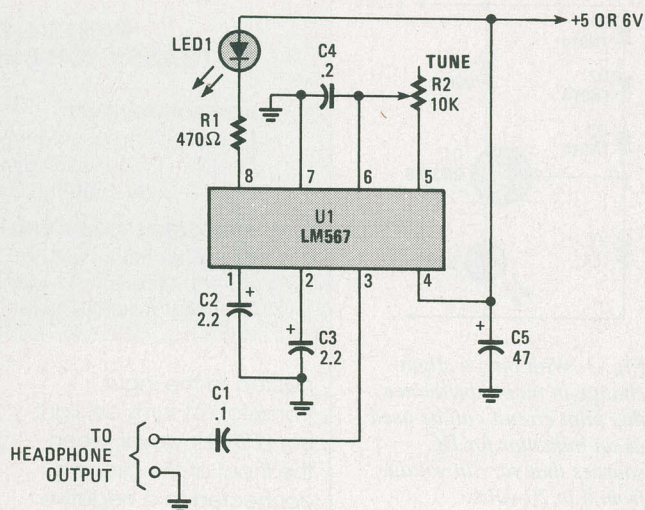 +5 OR 6V
LED1
C4
.2
TUNE
R2
10K
R1
470Ω
8
7
6
5
U1
LM567
1
2
3
4
C2
+
2.2
+
C3
2.2
+
C5
47
C1
.1
TO
HEADPHONE
OUTPUT